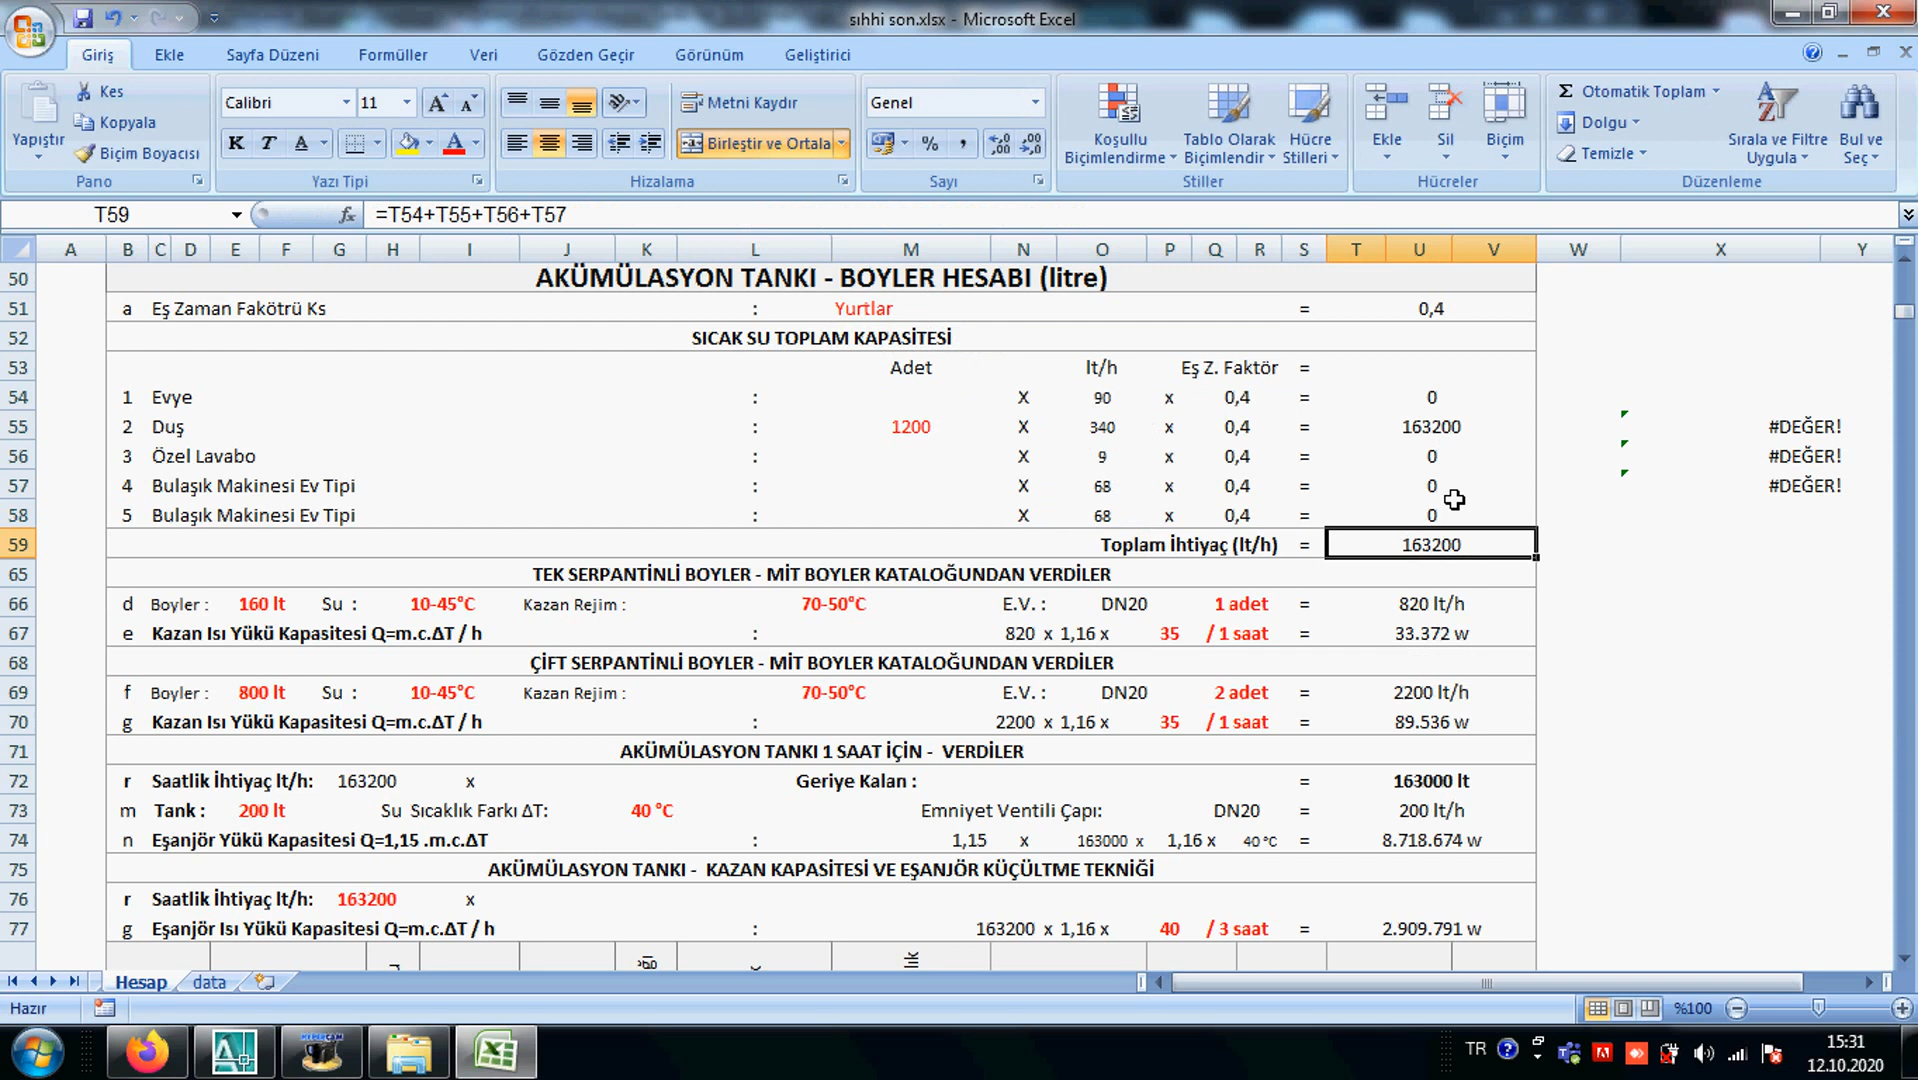 sıhhi son.xlsx - Microsoft Excel
Giriş Ekle Sayfa Düzeni Formüller Veri Gözden Geçir Görünüm Geliştirici
Yapıştır Kes Kopyala Biçim Boyacısı
Pano
Calibri 11
K T A
Yazı Tipi
Metni Kaydır
Birleştir ve Ortala
Hizalama
Genel
%
Sayı
Koşullu Biçimlendirme Tablo Olarak Biçimlendir Hücre Stilleri
Stiller
Ekle Sil Biçim
Hücreler
Σ Otomatik Toplam
Dolgu
Temizle
Sırala ve Filtre Uygula Bul ve Seç
Düzenleme
T59 fx =T54+T55+T56+T57
A B C D E F G H I J K L M N O P Q R S T U V W X Y
50 AKÜMÜLASYON TANKI - BOYLER HESABI (litre)
51 a Eş Zaman Fakötrü Ks : Yurtlar = 0,4
52 SICAK SU TOPLAM KAPASİTESİ
53 Adet lt/h Eş Z. Faktör =
54 1 Evye : X 90 x 0,4 = 0
55 2 Duş 1200 : X 340 x 0,4 = 163200 #DEĞER!
56 3 Özel Lavabo : X 9 x 0,4 = 0 #DEĞER!
57 4 Bulaşık Makinesi Ev Tipi : X 68 x 0,4 = 0 #DEĞER!
58 5 Bulaşık Makinesi Ev Tipi : X 68 x 0,4 = 0
59 Toplam İhtiyaç (lt/h) = 163200
65 TEK SERPANTİNLİ BOYLER - MİT BOYLER KATALOĞUNDAN VERDİLER
66 d Boyler : 160 lt Su : 10-45°C Kazan Rejim : 70-50°C E.V. : DN20 1 adet = 820 lt/h
67 e Kazan Isı Yükü Kapasitesi Q=m.c.ΔT / h : 820 x 1,16 x 35 / 1 saat = 33.372 w
68 ÇİFT SERPANTİNLİ BOYLER - MİT BOYLER KATALOĞUNDAN VERDİLER
69 f Boyler : 800 lt Su : 10-45°C Kazan Rejim : 70-50°C E.V. : DN20 2 adet = 2200 lt/h
70 g Kazan Isı Yükü Kapasitesi Q=m.c.ΔT / h : 2200 x 1,16 x 35 / 1 saat = 89.536 w
71 AKÜMÜLASYON TANKI 1 SAAT İÇİN - VERDİLER
72 r Saatlik İhtiyaç lt/h: 163200 x Geriye Kalan : = 163000 lt
73 m Tank : 200 lt Su Sıcaklık Farkı ΔT: 40 °C Emniyet Ventili Çapı: DN20 = 200 lt/h
74 n Eşanjör Yükü Kapasitesi Q=1,15 .m.c.ΔT : 1,15 x 163000 x 1,16 x 40 °C = 8.718.674 w
75 AKÜMÜLASYON TANKI - KAZAN KAPASİTESİ VE EŞANJÖR KÜÇÜLTME TEKNİĞİ
76 r Saatlik İhtiyaç lt/h: 163200 x
77 g Eşanjör Isı Yükü Kapasitesi Q=m.c.ΔT / h : 163200 x 1,16 x 40 / 3 saat = 2.909.791 w
Hesap data
Hazır %100
TR 15:31
12.10.2020